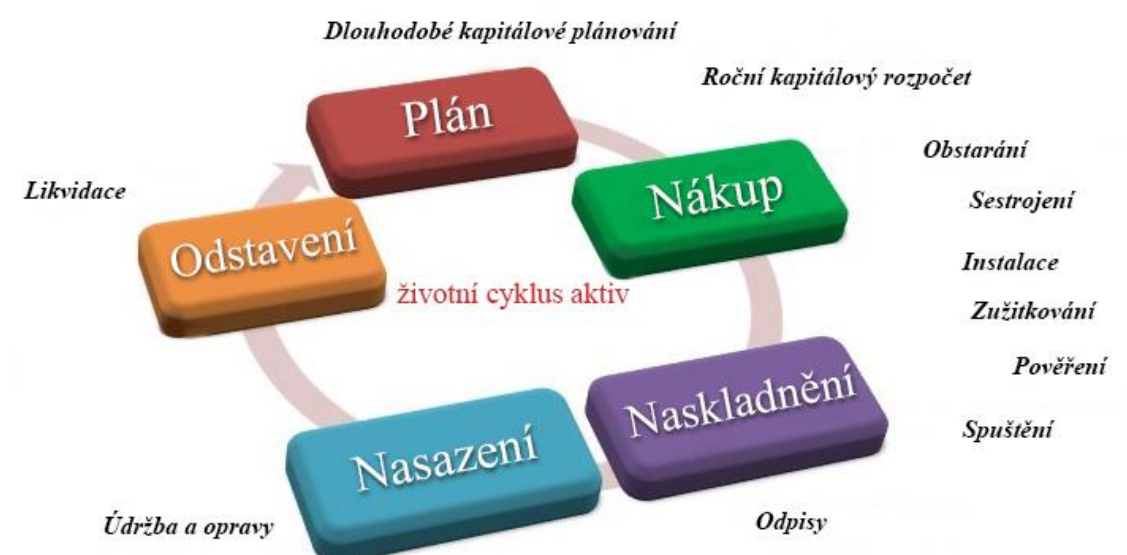 Dlouhodobé kapitálové plánování
Roční kapitálový rozpočet
Plán
Obstarání
Nákup
Likvidace
Sestrojení
Odstavení
Instalace
životní cyklus aktiv
Zužitkování
Pověření
Naskladnění
Spuštění
Nasazení
Údržba a opravy
Odpisy